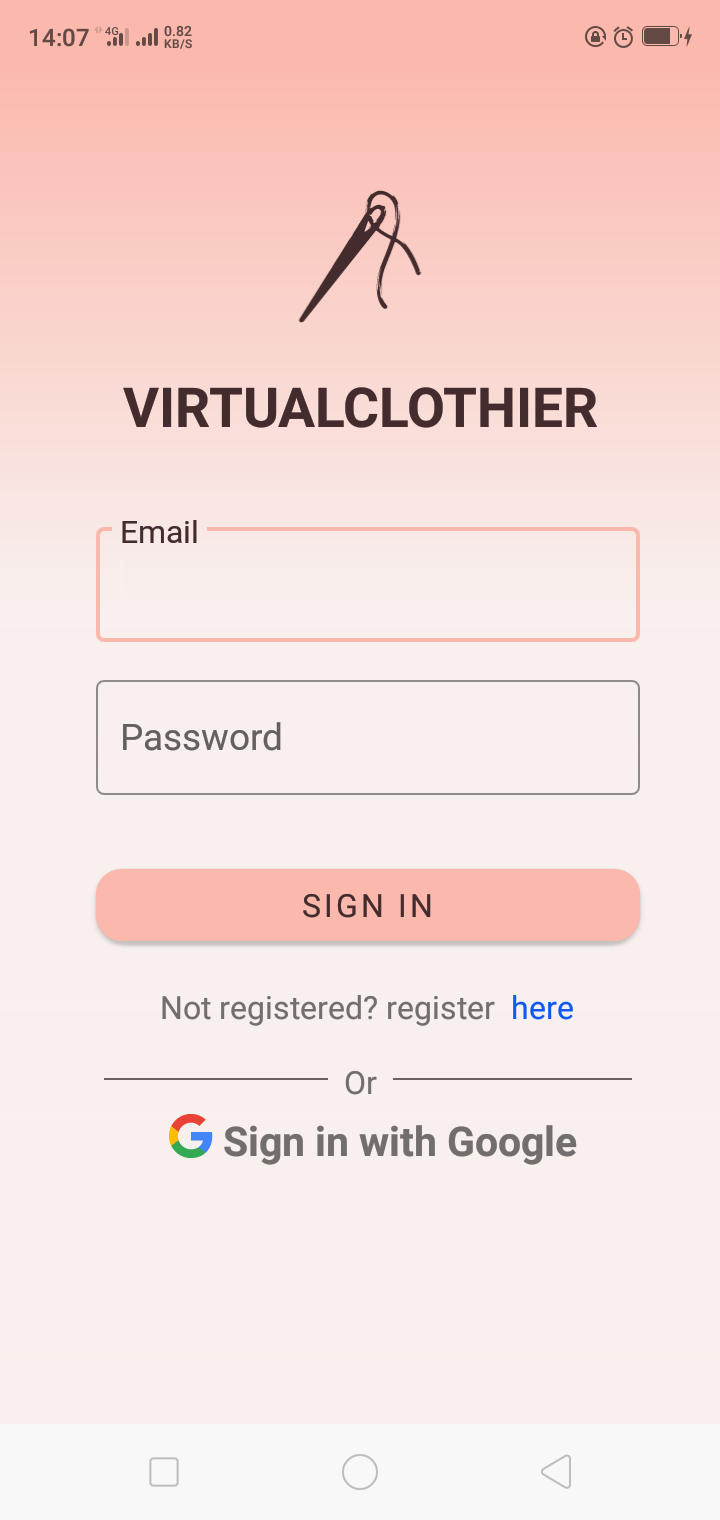 14:07 4G 0.82 KB/S
VIRTUALCLOTHIER
Email
Password
SIGN IN
Not registered? register here
Or
Sign in with Google